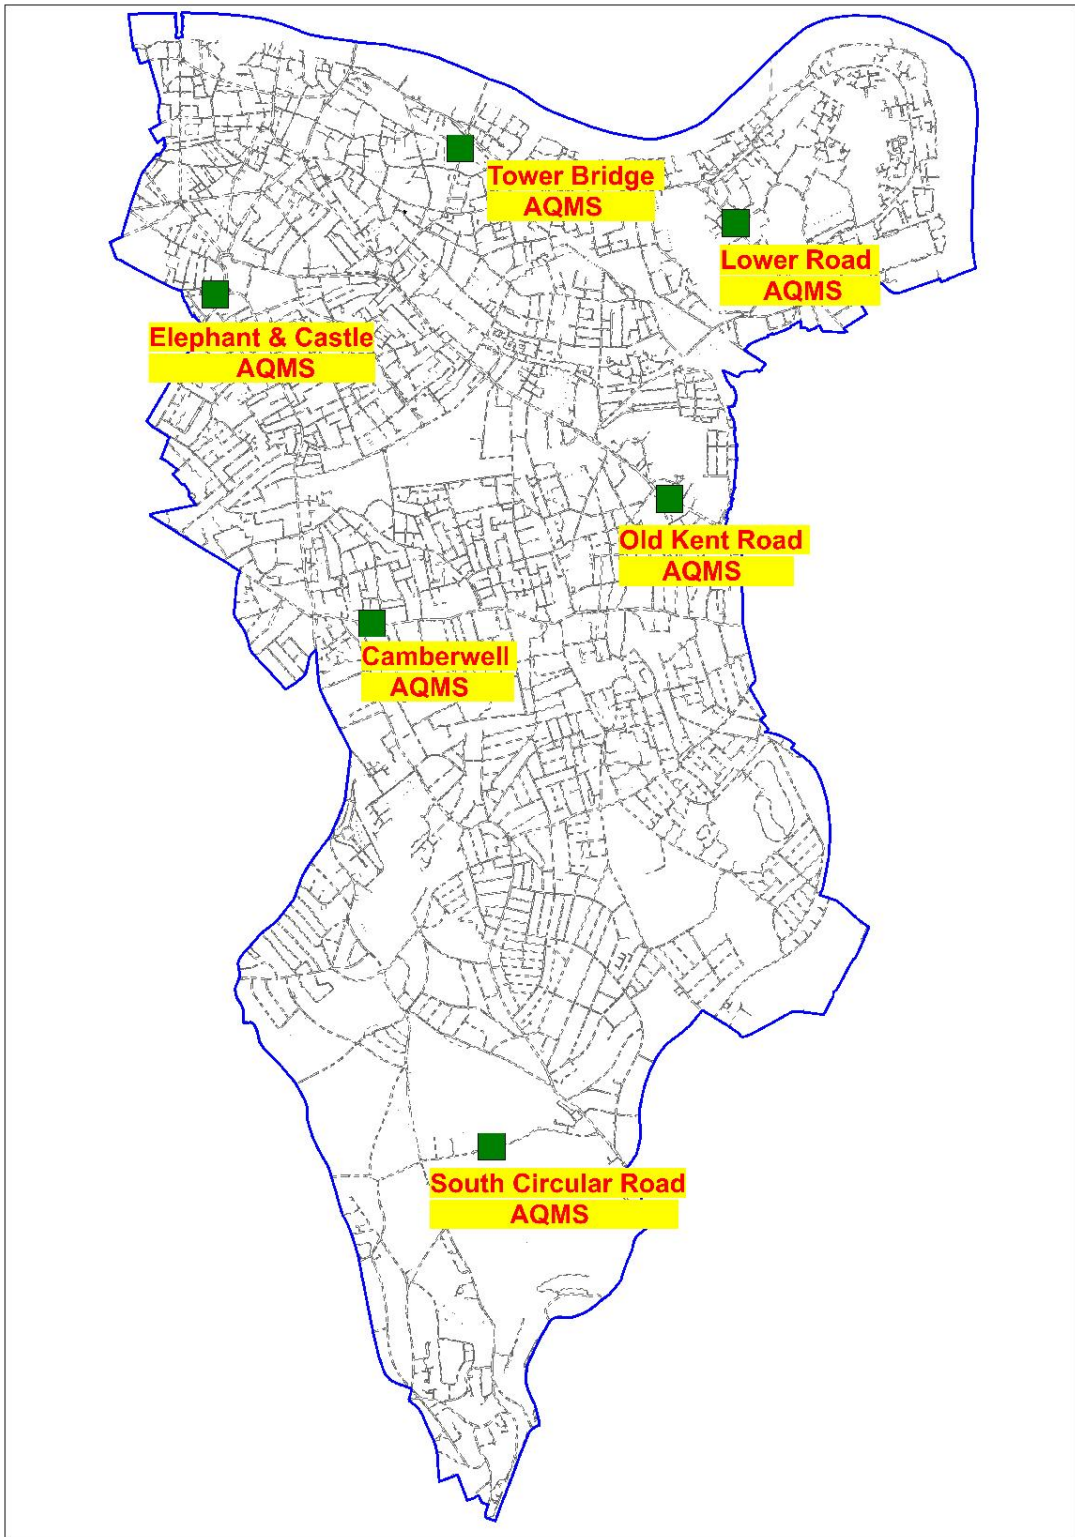 Tower Bridge
AQMS
Lower Road
AQMS
Elephant & Castle
AQMS
Old Kent Road
AQMS
Camberwell
AQMS
South Circular Road
AQMS